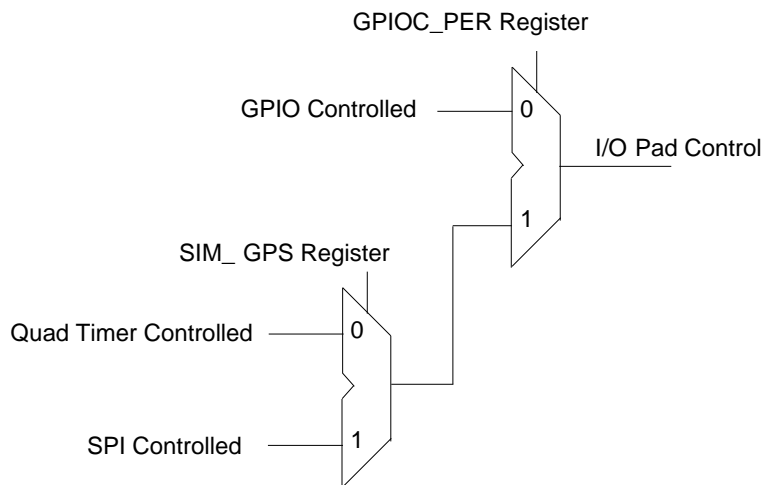 GPIOC_PER Register
GPIO Controlled
0
I/O Pad Control
1
SIM_ GPS Register
Quad Timer Controlled
0
SPI Controlled
1